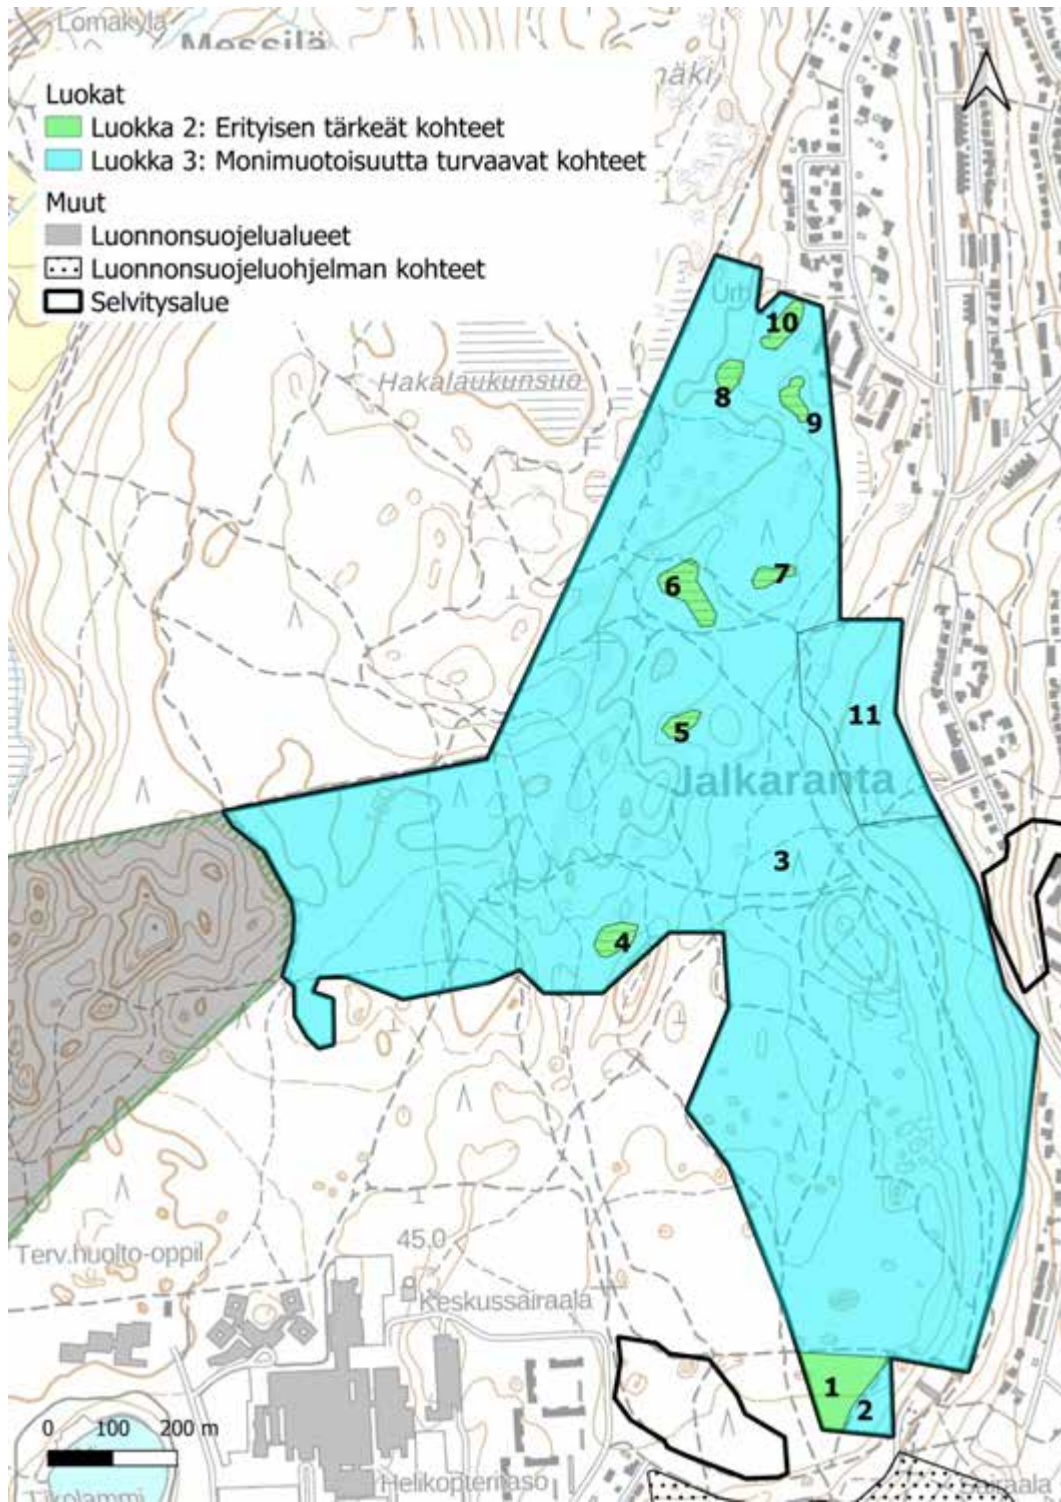 Lomakylä
Messilä
mäki
Luokat
Luokka 2: Erityisen tärkeät kohteet
Luokka 3: Monimuotoisuutta turvaavat kohteet
Muut
Luonnonsuojelualueet
Luonnonsuojeluohjelman kohteet
Selvitysalue
Urh
10
Hakalaukunsuo
8
9
6
7
5
11
Jalkaranta
3
4
45.0
Terv.huolto-oppil
Keskussairaala
1
2
0 100 200 m
Helikopteritaso
Tikolammi
Sairaala